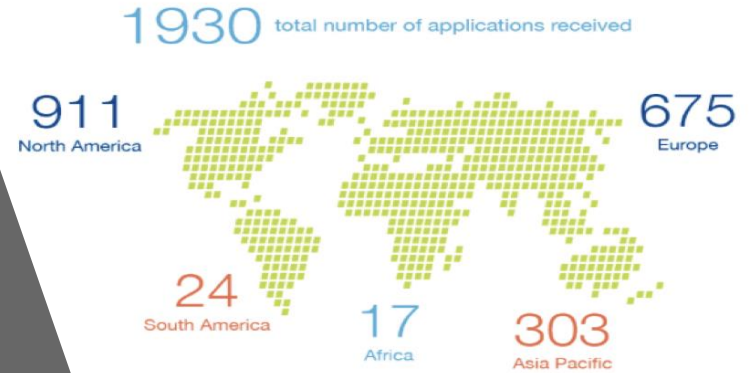 1930 total number of applications received
911
North America
675
Europe
24
South America
17
Africa
303
Asia Pacific